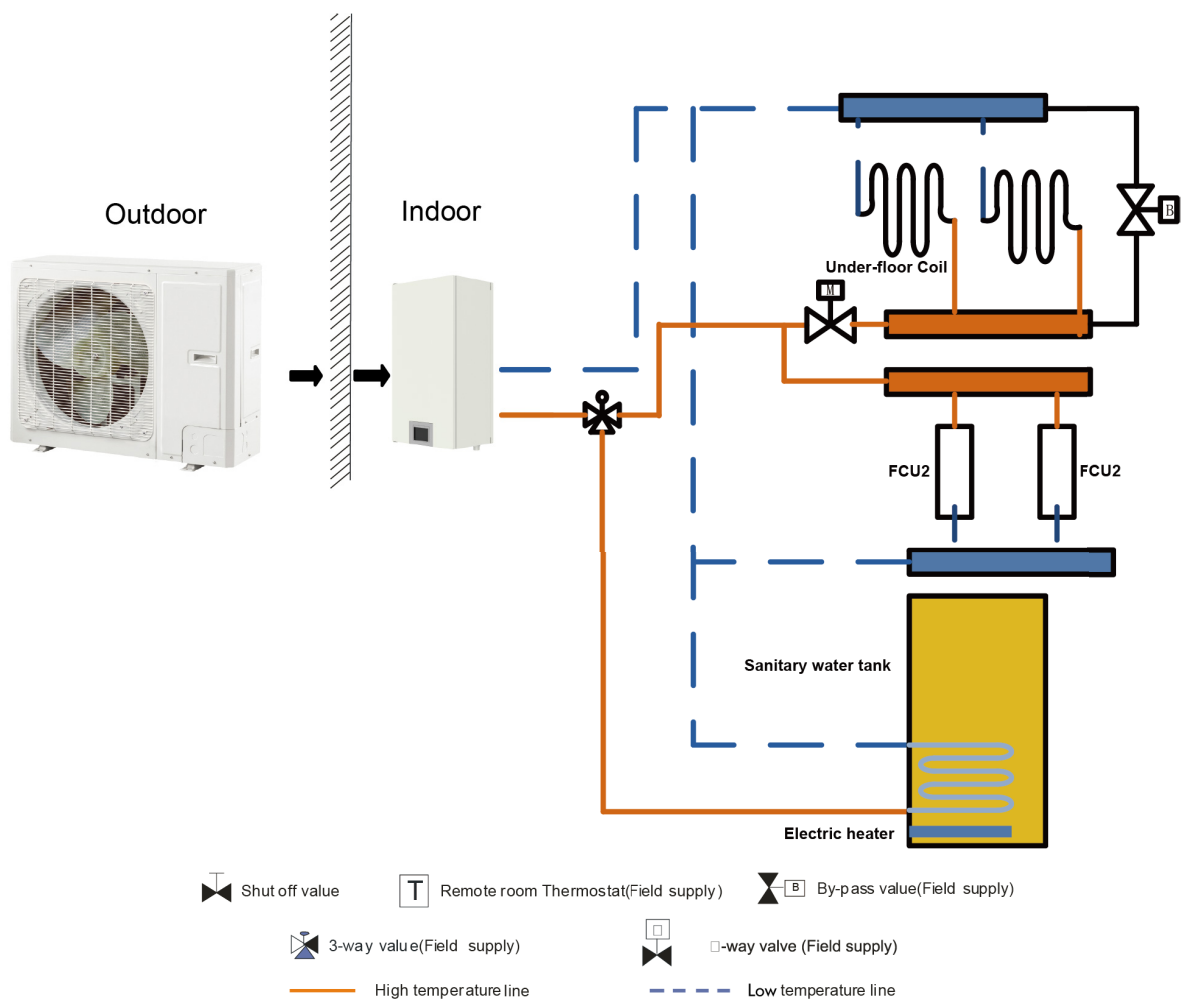 Outdoor
Indoor
B
Under-floor Coil
M
FCU2
FCU2
Sanitary water tank
Electric heater
Shut off value
T
Remote room Thermostat(Field supply)
B
By-pass value(Field supply)
3-way value(Field supply)
□-way valve (Field supply)
High temperature line
Low temperature line